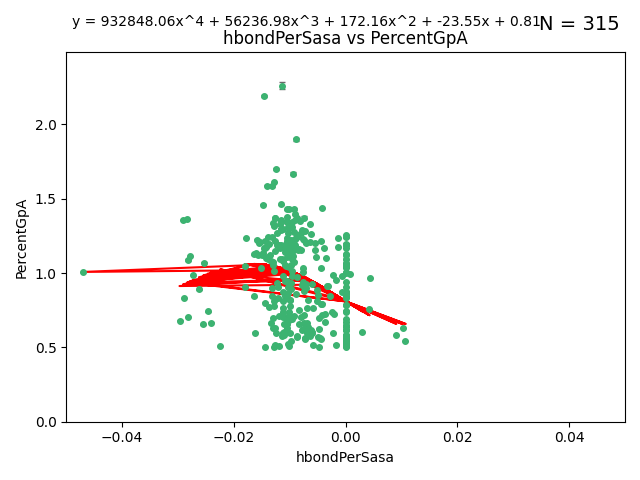 y = 932848.06x^4 + 56236.98x^3 + 172.16x^2 + -23.55x + 0.81
N = 315
hbondPerSasa vs PercentGpA
PercentGpA
2.0
1.5
1.0
0.5
0.0
−0.04 −0.02 0.00 0.02 0.04
hbondPerSasa